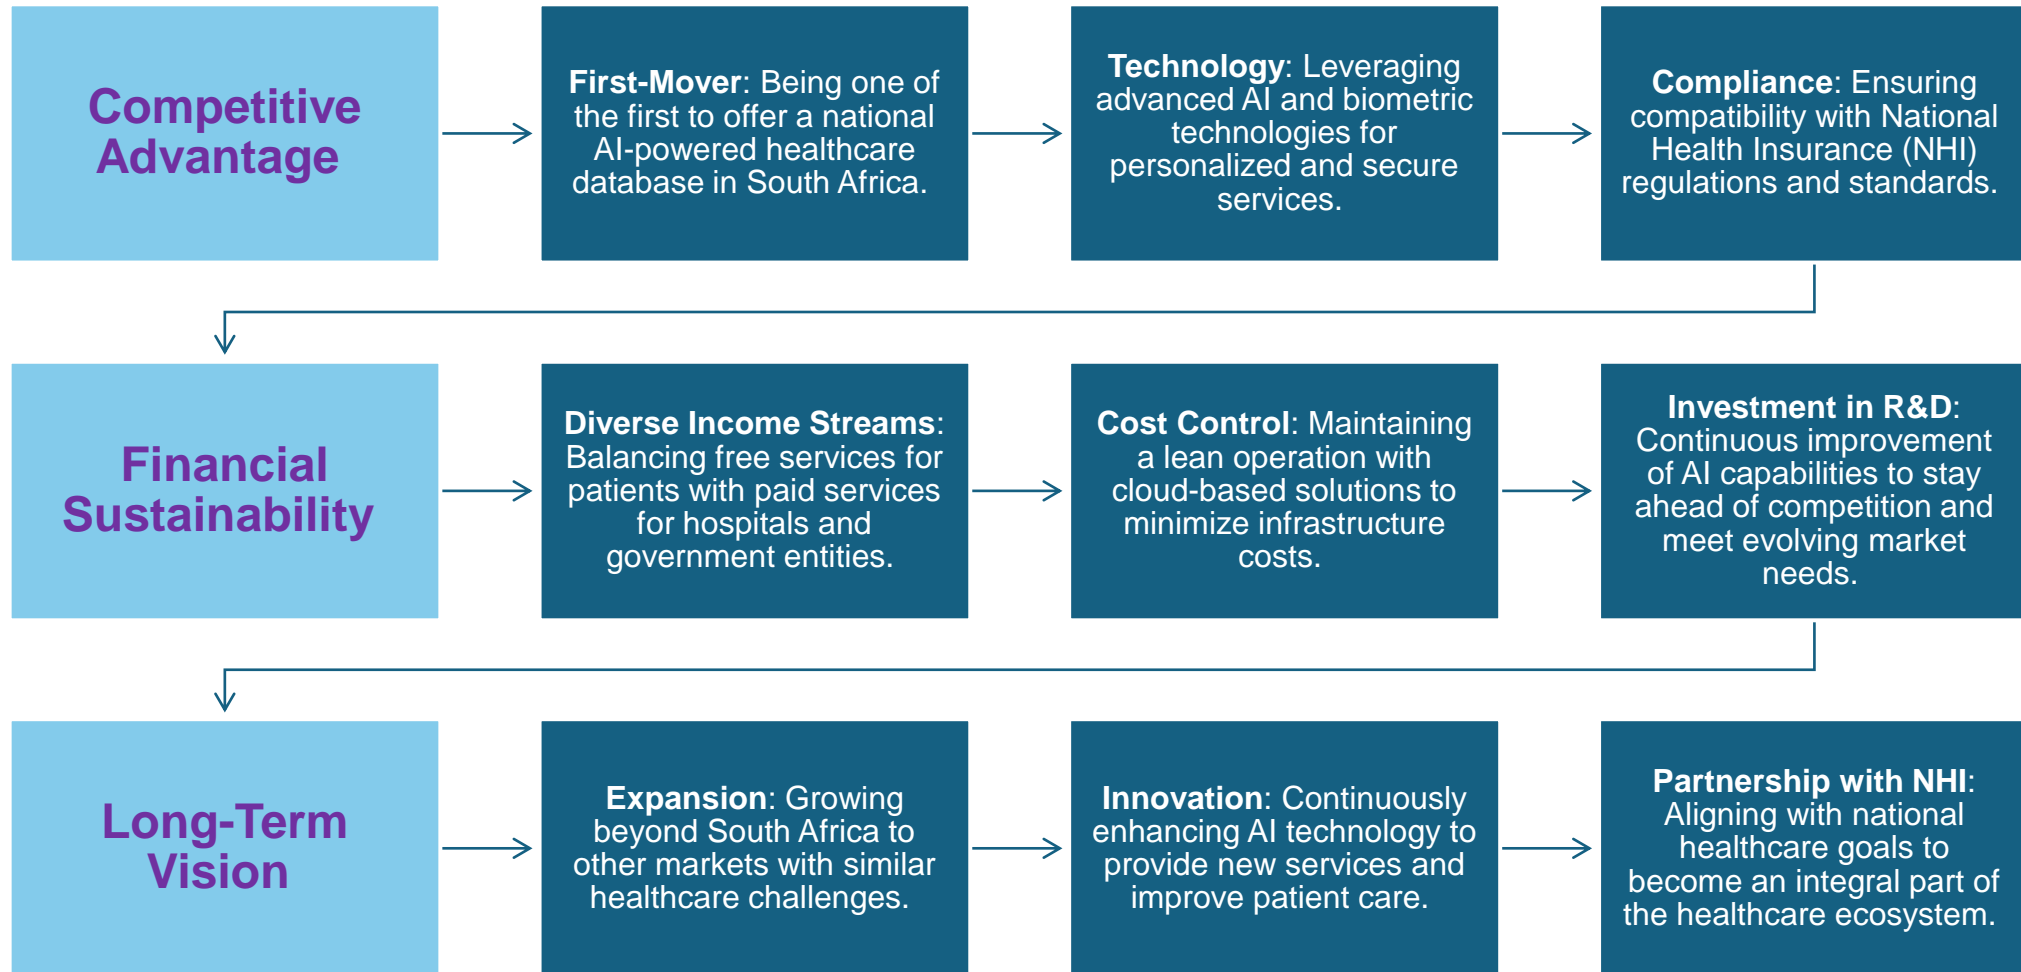 Competitive
Advantage
First-Mover: Being one of
the first to offer a national
AI-powered healthcare
database in South Africa.
Technology: Leveraging
advanced AI and biometric
technologies for
personalized and secure
services.
Compliance: Ensuring
compatibility with National
Health Insurance (NHI)
regulations and standards.
Financial
Sustainability
Diverse Income Streams:
Balancing free services for
patients with paid services
for hospitals and
government entities.
Cost Control: Maintaining
a lean operation with
cloud-based solutions to
minimize infrastructure
costs.
Investment in R&D:
Continuous improvement
of AI capabilities to stay
ahead of competition and
meet evolving market
needs.
Long-Term
Vision
Expansion: Growing
beyond South Africa to
other markets with similar
healthcare challenges.
Innovation: Continuously
enhancing AI technology to
provide new services and
improve patient care.
Partnership with NHI:
Aligning with national
healthcare goals to
become an integral part of
the healthcare ecosystem.